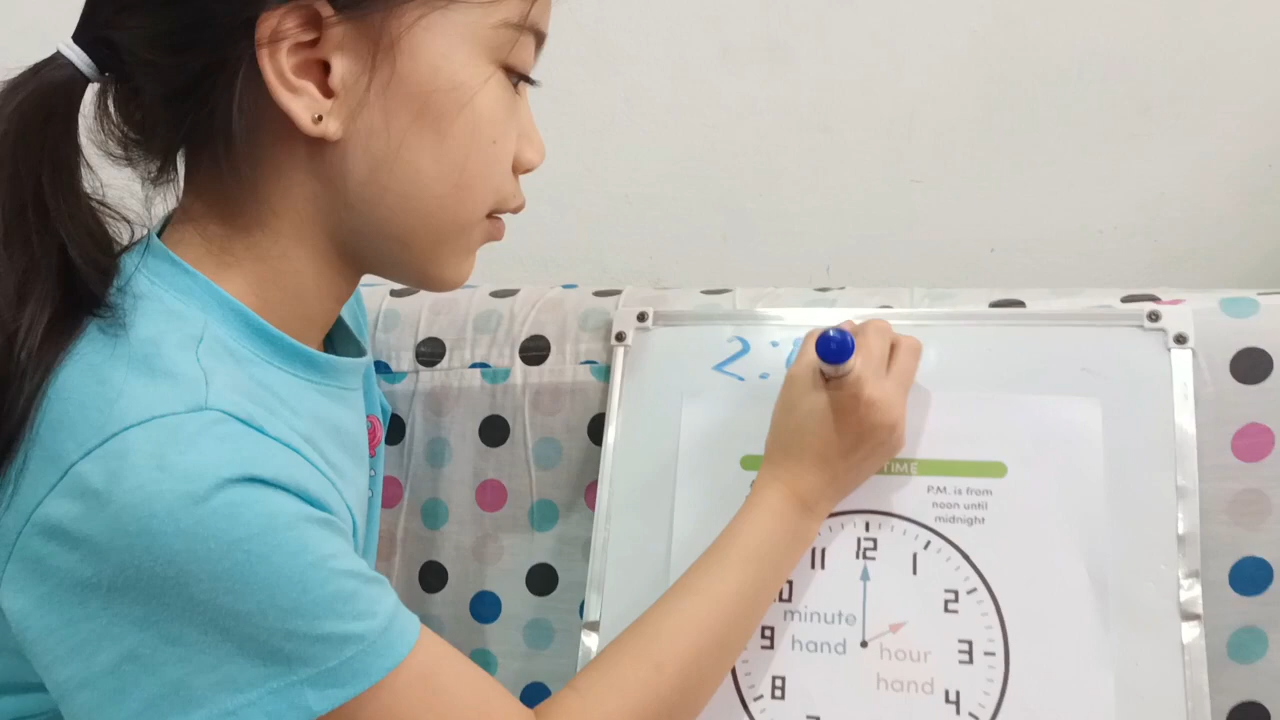 2:
TIME
P.M. is from
noon until
midnight
12
11
1
2
minute
hand
9
3
hour
hand
8
4